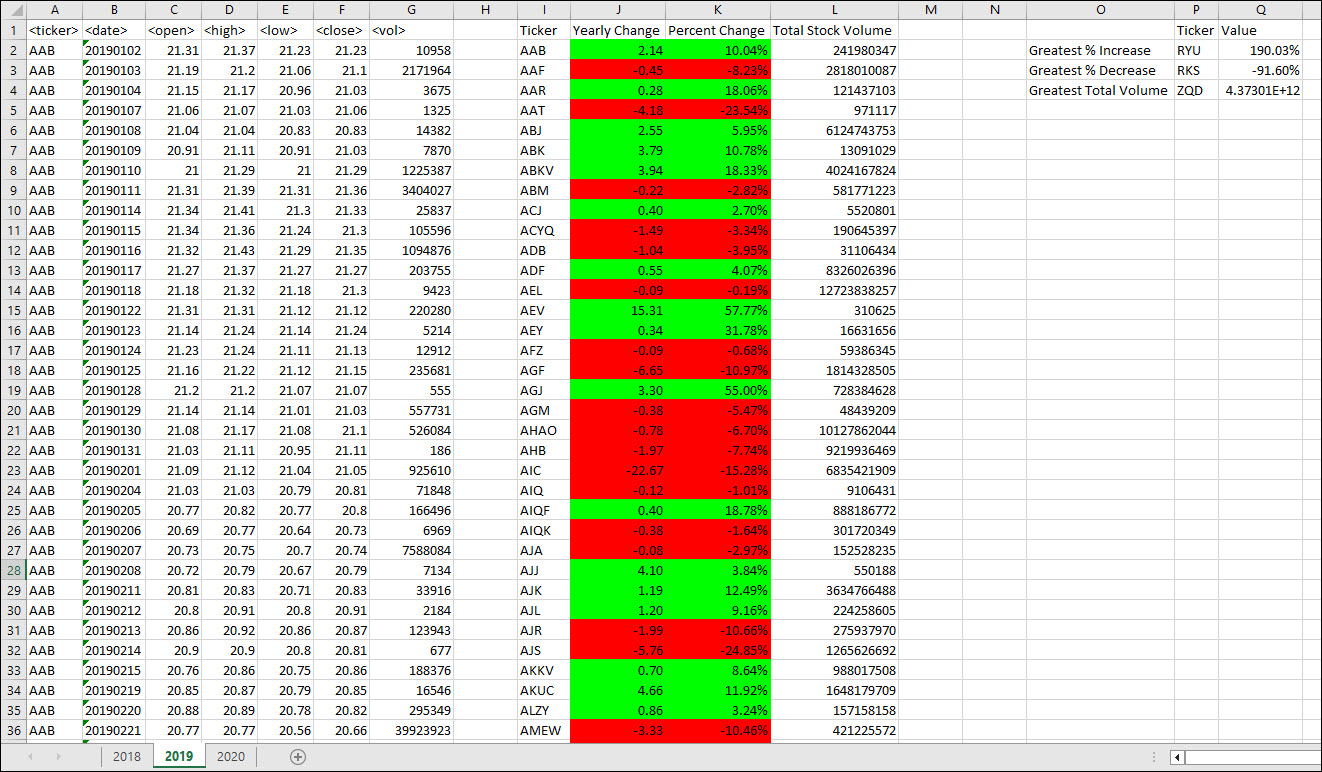 A B C D E F G H I J K L M N O P Q
1 <ticker> <date> <open> <high> <low> <close> <vol> Ticker Yearly Change Percent Change Total Stock Volume Ticker Value
2 AAB 20190102 21.31 21.37 21.23 21.23 10958 AAB 2.14 10.04% 241980347 Greatest % Increase RYU 190.03%
3 AAB 20190103 21.19 21.2 21.06 21.1 2171964 AAF -0.45 -8.23% 2818010087 Greatest % Decrease RKS -91.60%
4 AAB 20190104 21.15 21.17 20.96 21.03 3675 AAR 0.28 18.06% 121437103 Greatest Total Volume ZQD 4.37301E+12
5 AAB 20190107 21.06 21.07 21.03 21.06 1325 AAT -4.18 -23.54% 971117
6 AAB 20190108 21.04 21.04 20.83 20.83 14382 ABJ 2.55 5.95% 6124743753
7 AAB 20190109 20.91 21.11 20.91 21.03 7870 ABK 3.79 10.78% 13091029
8 AAB 20190110 21 21.29 21 21.29 1225387 ABKV 3.94 18.33% 4024167824
9 AAB 20190111 21.31 21.39 21.31 21.36 3404027 ABM -0.22 -2.82% 581771223
10 AAB 20190114 21.34 21.41 21.3 21.33 25837 ACJ 0.40 2.70% 5520801
11 AAB 20190115 21.34 21.36 21.24 21.3 105596 ACYQ -1.49 -3.34% 190645397
12 AAB 20190116 21.32 21.43 21.29 21.35 1094876 ADB -1.04 -3.95% 31106434
13 AAB 20190117 21.27 21.37 21.27 21.27 203755 ADF 0.55 4.07% 8326026396
14 AAB 20190118 21.18 21.32 21.18 21.3 9423 AEL -0.09 -0.19% 12723838257
15 AAB 20190122 21.31 21.31 21.12 21.12 220280 AEV 15.31 57.77% 310625
16 AAB 20190123 21.14 21.24 21.14 21.24 5214 AEY 0.34 31.78% 16631656
17 AAB 20190124 21.23 21.24 21.11 21.13 12912 AFZ -0.09 -0.68% 59386345
18 AAB 20190125 21.16 21.22 21.12 21.15 235681 AGF -6.65 -10.97% 1814328505
19 AAB 20190128 21.2 21.2 21.07 21.07 555 AGJ 3.30 55.00% 728384628
20 AAB 20190129 21.14 21.14 21.01 21.03 557731 AGM -0.38 -5.47% 48439209
21 AAB 20190130 21.08 21.17 21.08 21.1 526084 AHAO -0.78 -6.70% 10127862044
22 AAB 20190131 21.03 21.11 20.95 21.11 186 AHB -1.97 -7.74% 9219936469
23 AAB 20190201 21.09 21.12 21.04 21.05 925610 AIC -22.67 -15.28% 6835421909
24 AAB 20190204 21.03 21.03 20.79 20.81 71848 AIQ -0.12 -1.01% 9106431
25 AAB 20190205 20.77 20.82 20.77 20.8 166496 AIQF 0.40 18.78% 888186772
26 AAB 20190206 20.69 20.77 20.64 20.73 6969 AIQK -0.38 -1.64% 301720349
27 AAB 20190207 20.73 20.75 20.7 20.74 7588084 AJA -0.08 -2.97% 152528235
28 AAB 20190208 20.72 20.79 20.67 20.79 7134 AJJ 4.10 3.84% 550188
29 AAB 20190211 20.81 20.83 20.71 20.83 33916 AJK 1.19 12.49% 3634766488
30 AAB 20190212 20.8 20.91 20.8 20.91 2184 AJL 1.20 9.16% 224258605
31 AAB 20190213 20.86 20.92 20.86 20.87 123943 AJR -1.99 -10.66% 275937970
32 AAB 20190214 20.9 20.9 20.8 20.81 677 AJS -5.76 -24.85% 1265626692
33 AAB 20190215 20.76 20.86 20.75 20.86 188376 AKKV 0.70 8.64% 988017508
34 AAB 20190219 20.85 20.87 20.79 20.85 16546 AKUC 4.66 11.92% 1648179709
35 AAB 20190220 20.88 20.89 20.78 20.82 295349 ALZY 0.86 3.24% 157158158
36 AAB 20190221 20.77 20.77 20.56 20.66 39923923 AMEW -3.33 -10.46% 421225572
2018 2019 2020